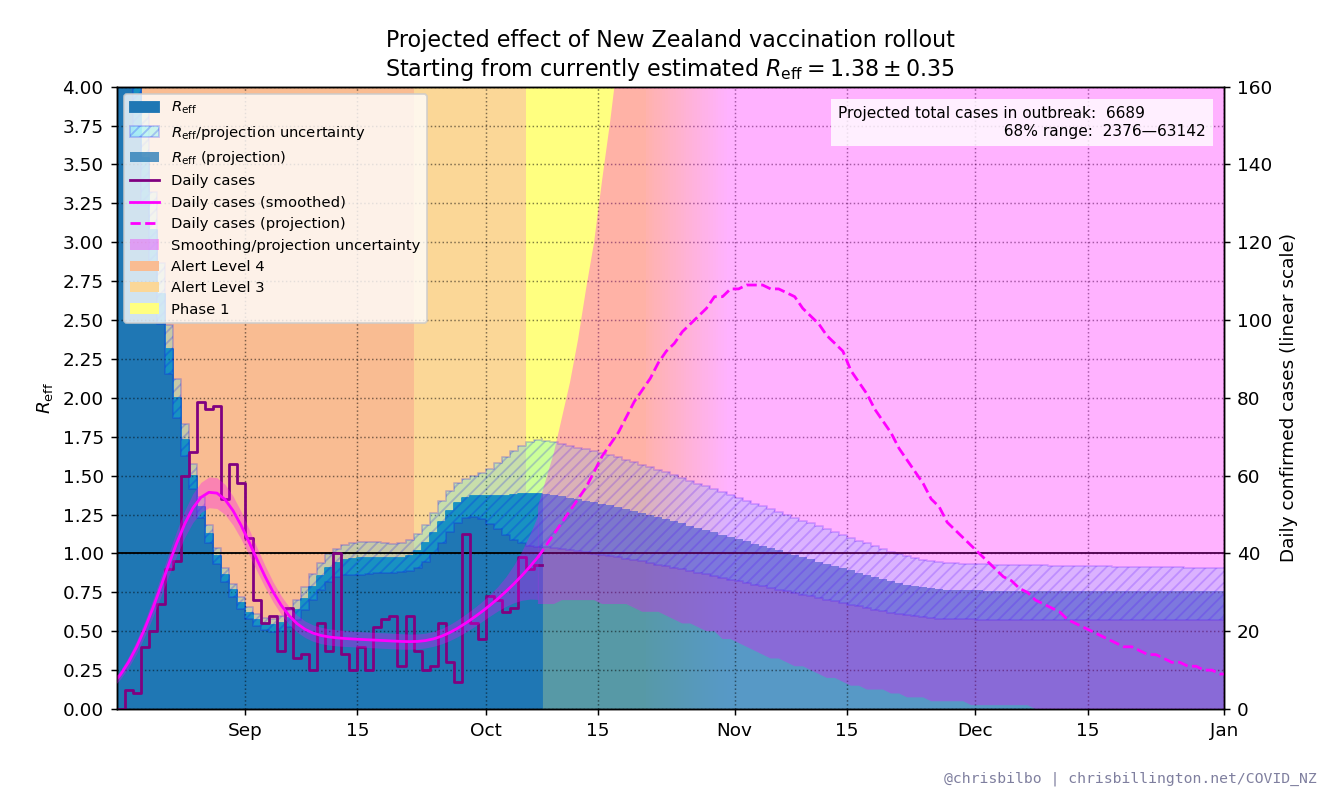 Projected effect of New Zealand vaccination rollout
Starting from currently estimated R_eff = 1.38 ± 0.35
Projected total cases in outbreak: 6689
68% range: 2376—63142
R_eff
R_eff/projection uncertainty
R_eff (projection)
Daily cases
Daily cases (smoothed)
Daily cases (projection)
Smoothing/projection uncertainty
Alert Level 4
Alert Level 3
Phase 1
R_eff
4.00
3.75
3.50
3.25
3.00
2.75
2.50
2.25
2.00
1.75
1.50
1.25
1.00
0.75
0.50
0.25
0.00
160
140
120
100
80
60
40
20
0
Daily confirmed cases (linear scale)
Sep 15 Oct 15 Nov 15 Dec 15 Jan
@chrisbilbo | chrisbillington.net/COVID_NZ